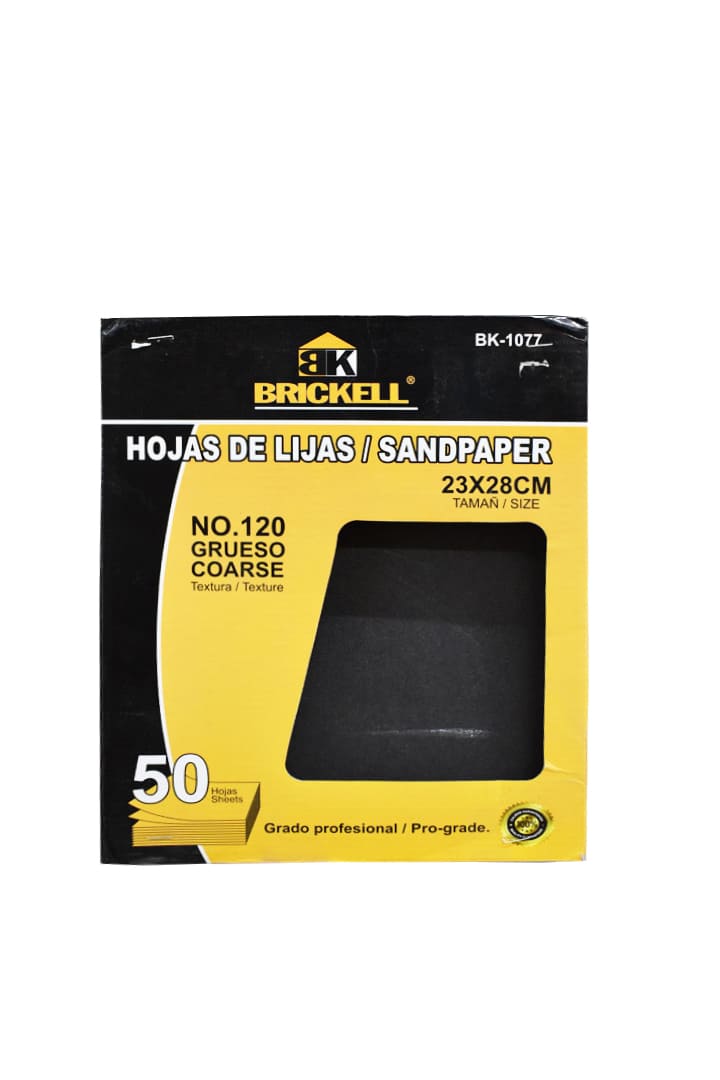 BK
BRICKELL®
BK-1077
HOJAS DE LIJAS / SANDPAPER
23X28CM
TAMAÑ / SIZE
NO.120
GRUESO
COARSE
Textura / Texture
50
Hojas
Sheets
Grado profesional / Pro-grade.
100%